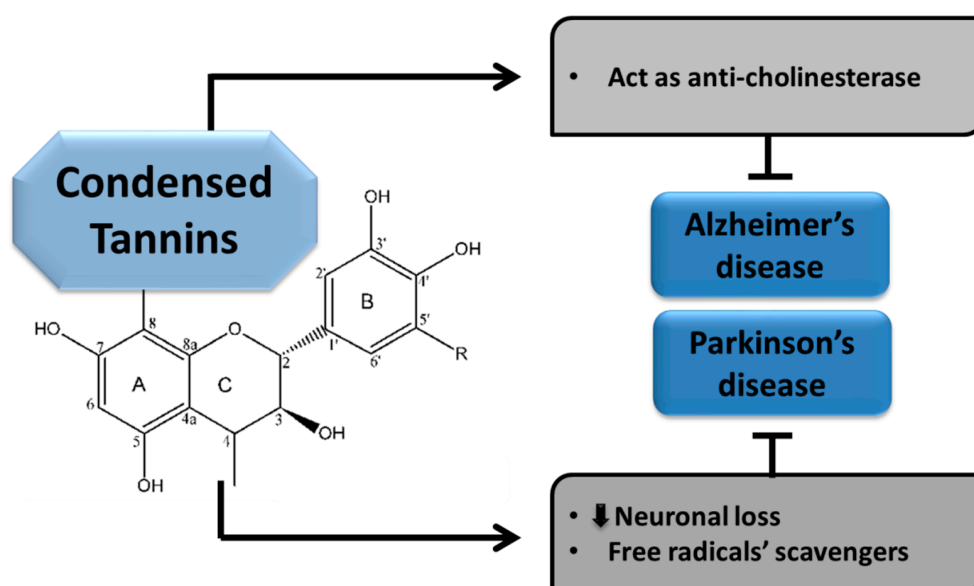 • Act as anti-cholinesterase
Condensed
Tannins
Alzheimer's
disease
Parkinson's
disease
OH
3'
OH
2'
4'
B
8
O
HO
7
8a
1'
5'
2
6'
R
A
C
6
4a
3
5
4
OH
OH
• Neuronal loss
• Free radicals' scavengers